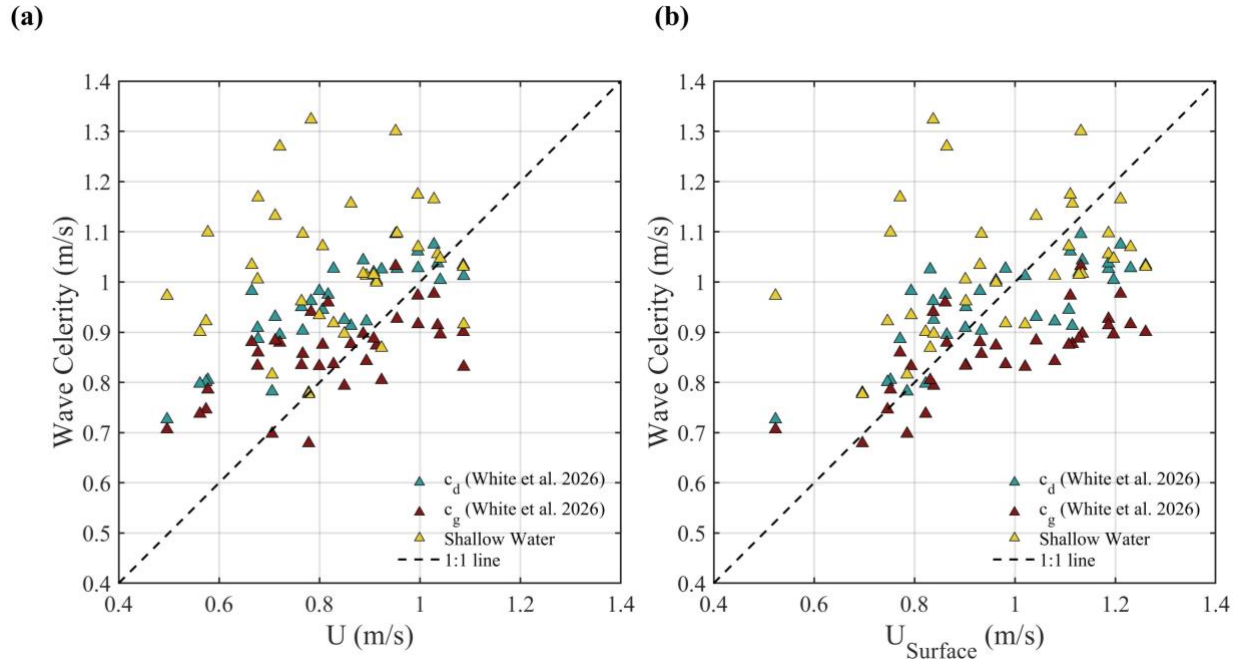 (a)
(b)
Wave Celerity (m/s)
1.4
1.3
1.2
1.1
1
0.9
0.8
0.7
0.6
0.5
0.4
c_d (White et al. 2026)
c_g (White et al. 2026)
Shallow Water
1:1 line
0.4 0.6 0.8 1 1.2 1.4
U (m/s)
Wave Celerity (m/s)
1.4
1.3
1.2
1.1
1
0.9
0.8
0.7
0.6
0.5
0.4
c_d (White et al. 2026)
c_g (White et al. 2026)
Shallow Water
1:1 line
0.4 0.6 0.8 1 1.2 1.4
U_Surface (m/s)